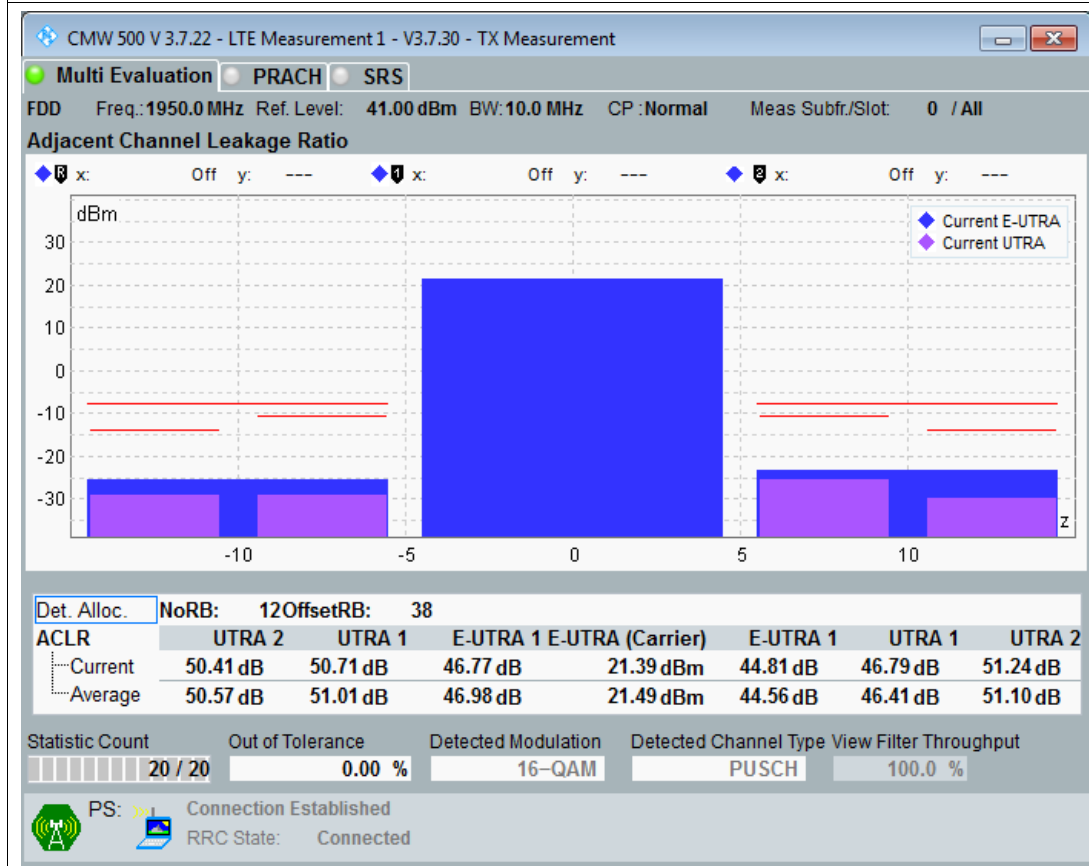 CMW 500 V 3.7.22 - LTE Measurement 1 - V3.7.30 - TX Measurement
Multi Evaluation PRACH SRS
FDD Freq.: 1950.0 MHz Ref. Level: 41.00 dBm BW: 10.0 MHz CP : Normal Meas Subfr./Slot: 0 / All
Adjacent Channel Leakage Ratio
R x: Off y: --- 1 x: Off y: --- 2 x: Off y: ---
dBm
Current E-UTRA
Current UTRA
30
20
10
0
-10
-20
-30
z
-10 -5 0 5 10
Det. Alloc. NoRB: 12 OffsetRB: 38
ACLR UTRA 2 UTRA 1 E-UTRA 1 E-UTRA (Carrier) E-UTRA 1 UTRA 1 UTRA 2
Current 50.41 dB 50.71 dB 46.77 dB 21.39 dBm 44.81 dB 46.79 dB 51.24 dB
Average 50.57 dB 51.01 dB 46.98 dB 21.49 dBm 44.56 dB 46.41 dB 51.10 dB
Statistic Count Out of Tolerance Detected Modulation Detected Channel Type View Filter Throughput
20 / 20 0.00 % 16-QAM PUSCH 100.0 %
PS: Connection Established
RRC State: Connected